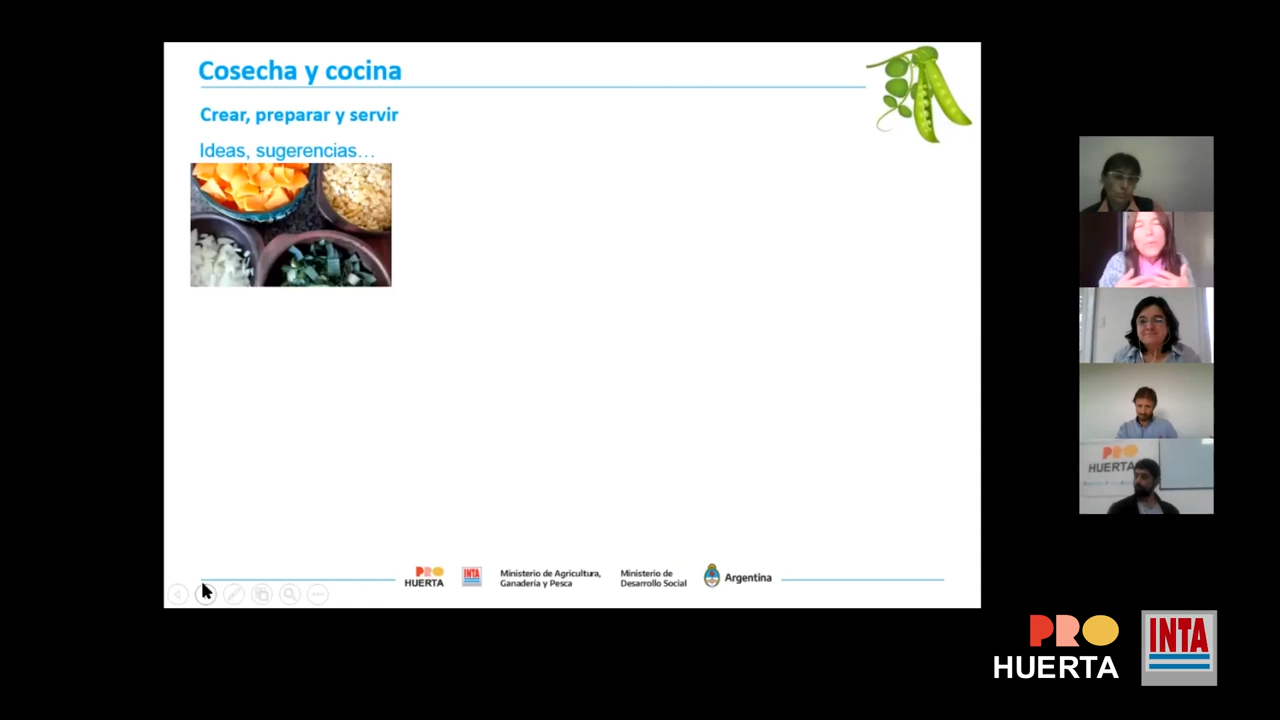 Cosecha y cocina
Crear, preparar y servir
Ideas, sugerencias...
PRO
HUERTA
INTA
Ministerio de Agricultura,
Ganadería y Pesca
Ministerio de
Desarrollo Social
Argentina
PRO
HUERTA
PRO
HUERTA
INTA